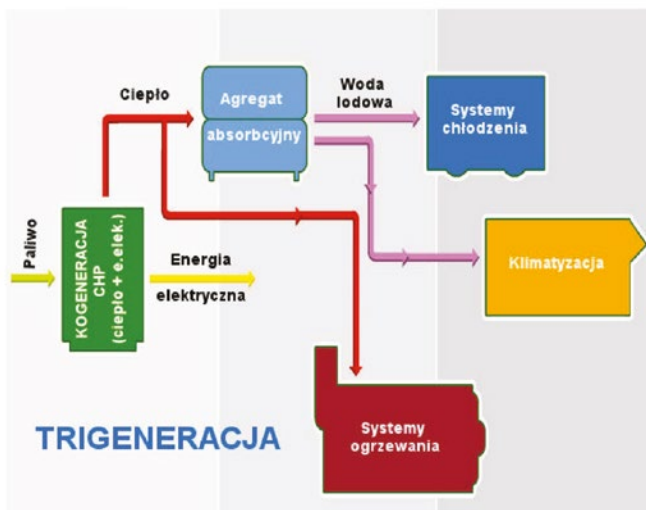 Ciepło
Agregat
absorbcyjny
Woda
lodowa
Systemy
chłodzenia
Paliwo
KOGENERACJA
CHP
(ciepło + e.elek.)
Energia
elektryczna
Klimatyzacja
Systemy
ogrzewania
TRIGENERACJA